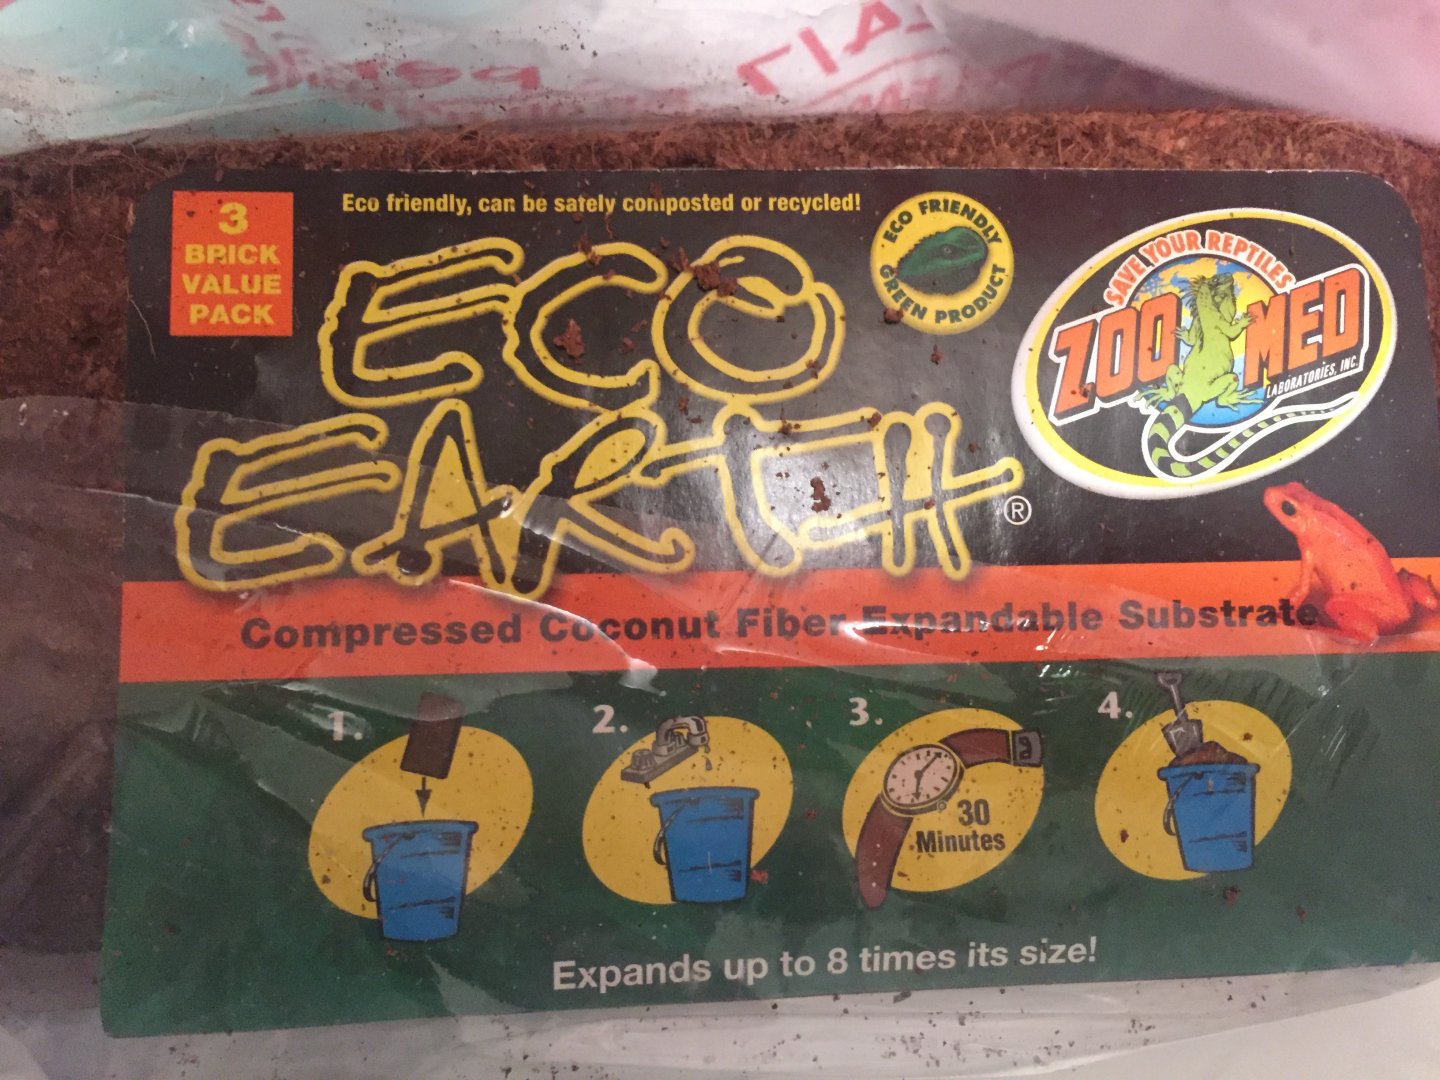 3
BRICK
VALUE
PACK
Eco friendly, can be safely composted or recycled!
ECO FRIENDLY
GREEN PRODUCT
SAVE YOUR REPTILES
ZOO MED
LABORATORIES, INC.
ECO
EARTH®
Compressed Coconut Fiber Expandable Substrate
1.
2.
3.
4.
30
Minutes
Expands up to 8 times its size!